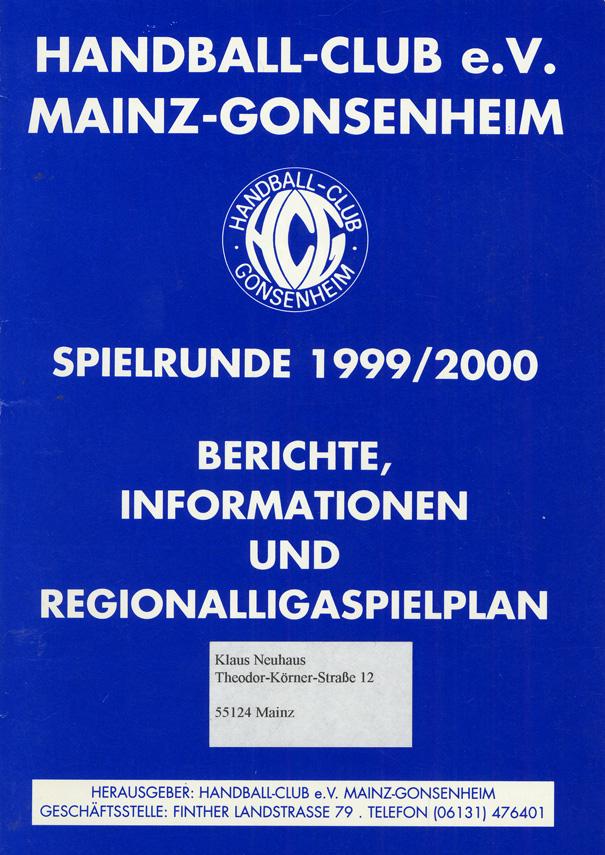 HANDBALL-CLUB e.V.
MAINZ-GONSENHEIM
· HANDBALL-CLUB ·
HCG
GONSENHEIM
SPIELRUNDE 1999/2000
BERICHTE,
INFORMATIONEN
UND
REGIONALLIGASPIELPLAN
Klaus Neuhaus
Theodor-Körner-Straße 12
55124 Mainz
HERAUSGEBER: HANDBALL-CLUB e.V. MAINZ-GONSENHEIM
GESCHÄFTSSTELLE: FINTHER LANDSTRASSE 79 . TELEFON (06131) 476401